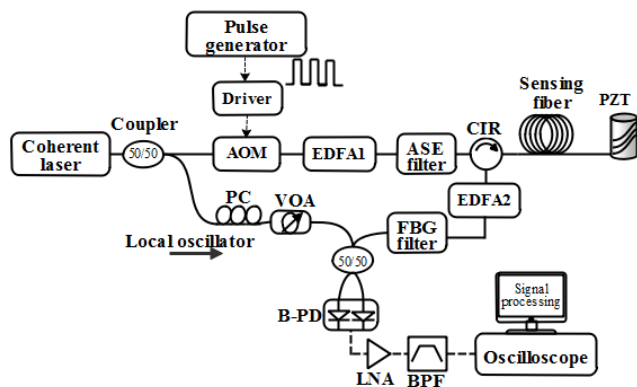 Pulse
generator
Driver
Coupler
Coherent
laser
50/50
AOM
EDFA1
ASE
filter
CIR
Sensing
fiber
PZT
PC
VOA
EDFA2
FBG
filter
Local oscillator
50/50
B-PD
LNA
BPF
Signal
processing
Oscilloscope